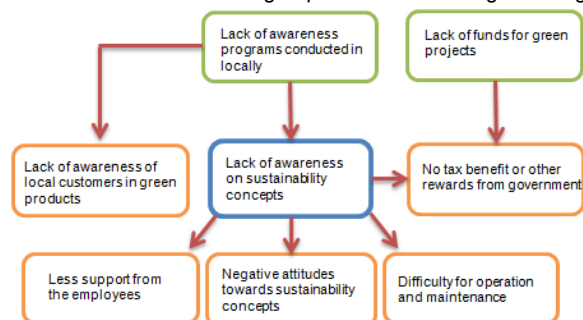 Lack of awareness
programs conducted in
locally
Lack of funds for green
projects
Lack of awareness of
local customers in green
products
Lack of awareness
on sustainability
concepts
No tax benefit or other
rewards from government
Less support from
the employees
Negative attitudes
towards sustainability
concepts
Difficulty for operation
and maintenance